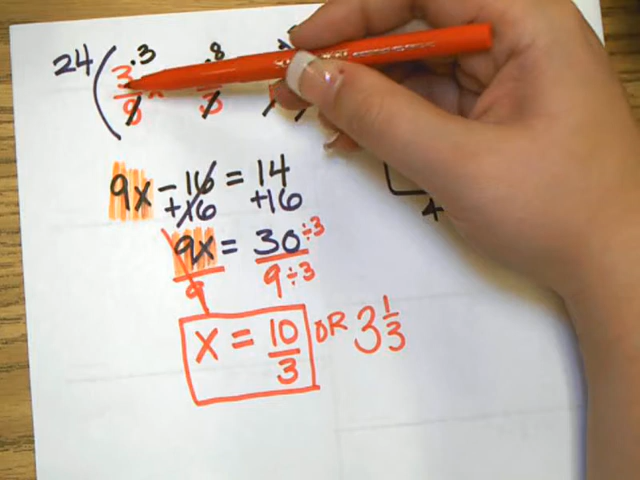 24 ( 3/8 .3 .8
9x - 16 = 14
+16 +16
9x/9 = 30÷3/9÷3
x = 10/3 OR 3 1/3
4